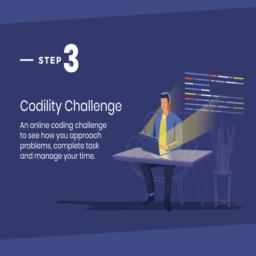 STEP 3
Codility Challenge
An online coding challenge
to see how you approach
problems, complete task
and manage your time.